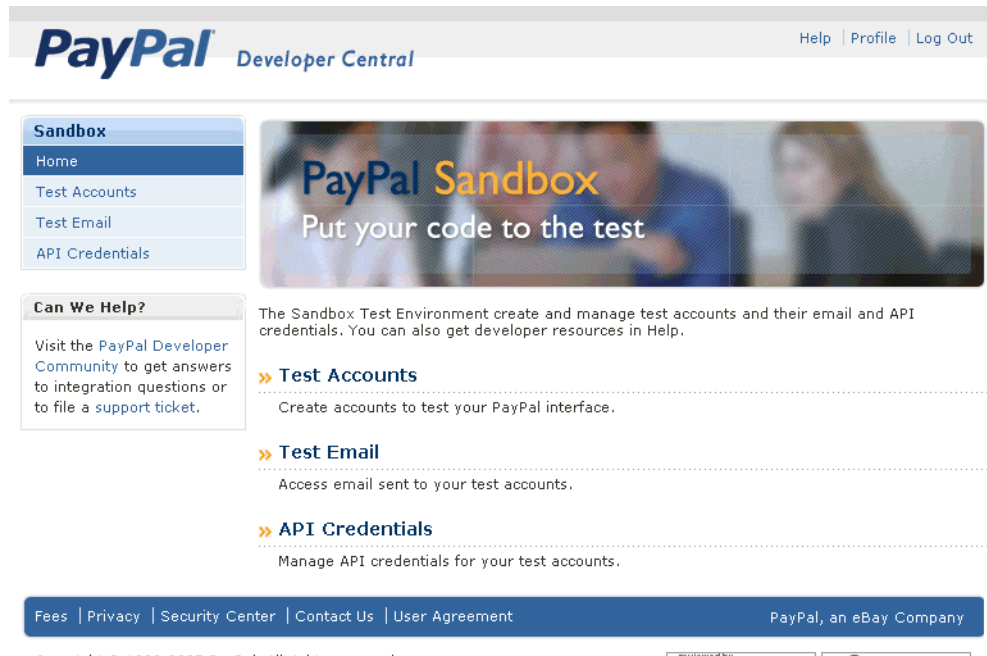 PayPal Developer Central
Help | Profile | Log Out
Sandbox
Home
Test Accounts
Test Email
API Credentials
Can We Help?
Visit the PayPal Developer
Community to get answers
to integration questions or
to file a support ticket.
PayPal Sandbox
Put your code to the test
The Sandbox Test Environment create and manage test accounts and their email and API
credentials. You can also get developer resources in Help.
» Test Accounts
Create accounts to test your PayPal interface.
» Test Email
Access email sent to your test accounts.
» API Credentials
Manage API credentials for your test accounts.
Fees | Privacy | Security Center | Contact Us | User Agreement
PayPal, an eBay Company